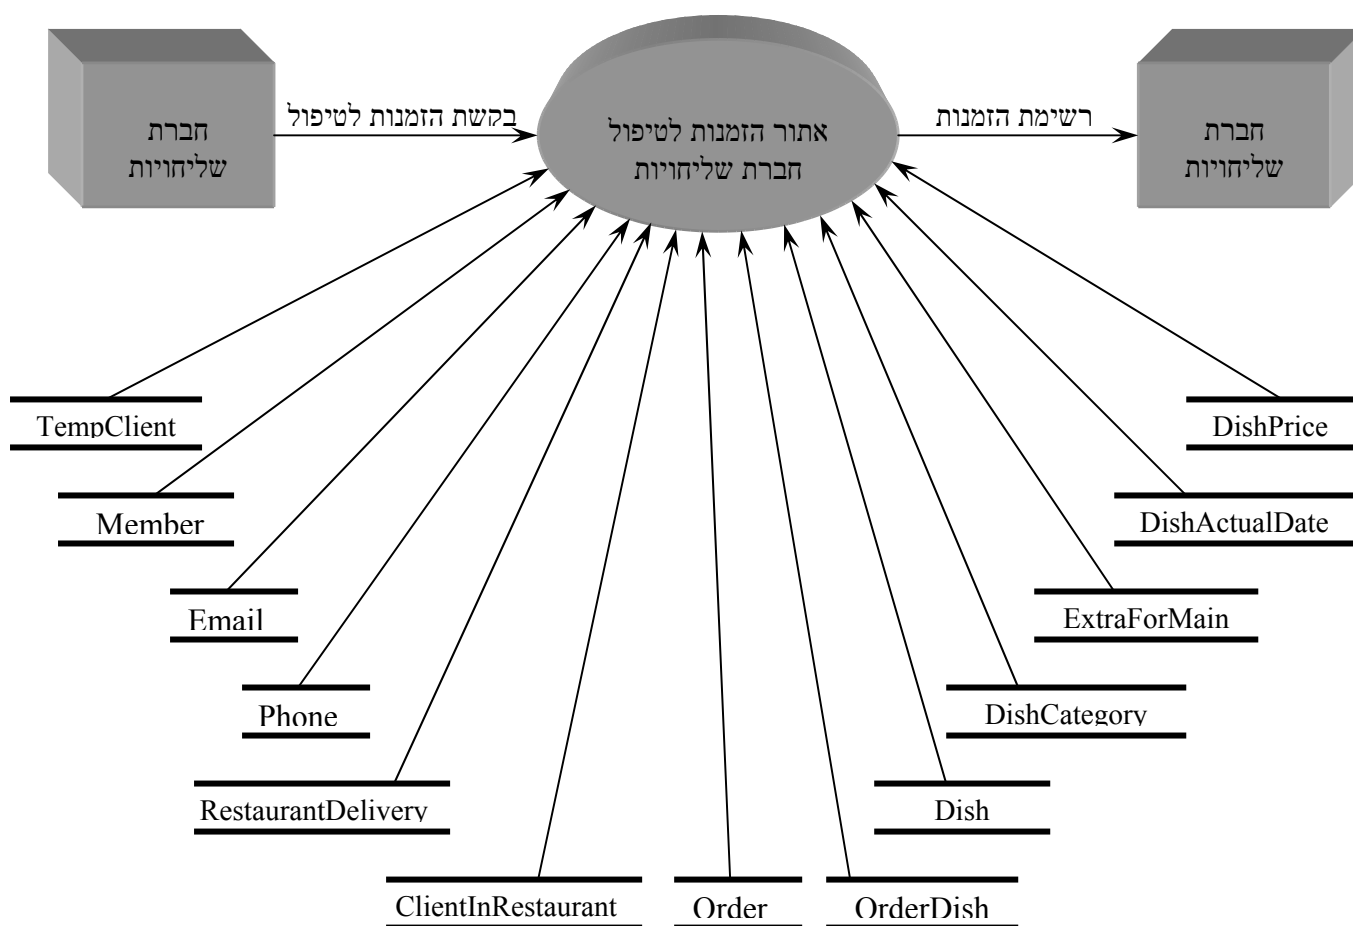 חברת
שליחויות
בקשת הזמנות לטיפול
אתור הזמנות לטיפול
חברת שליחויות
רשימת הזמנות
חברת
שליחויות
TempClient
DishPrice
Member
DishActualDate
Email
ExtraForMain
Phone
DishCategory
RestaurantDelivery
Dish
ClientInRestaurant
Order
OrderDish